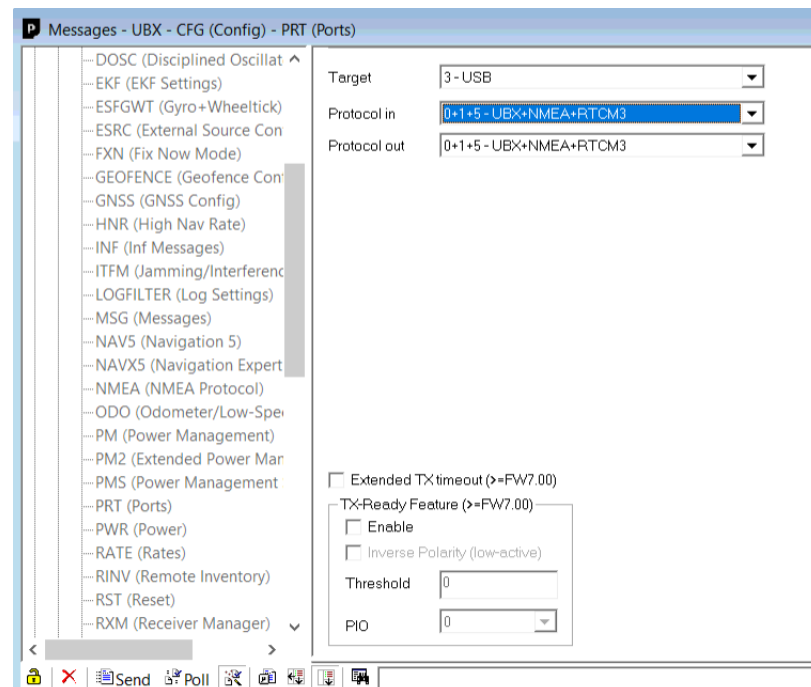 Messages - UBX - CFG (Config) - PRT (Ports)
DOSC (Disciplined Oscillat
EKF (EKF Settings)
ESFGWT (Gyro+Wheeltick)
ESRC (External Source Con
FXN (Fix Now Mode)
GEOFENCE (Geofence Con
GNSS (GNSS Config)
HNR (High Nav Rate)
INF (Inf Messages)
ITFM (Jamming/Interferenc
LOGFILTER (Log Settings)
MSG (Messages)
NAV5 (Navigation 5)
NAVX5 (Navigation Expert
NMEA (NMEA Protocol)
ODO (Odometer/Low-Spe
PM (Power Management)
PM2 (Extended Power Man
PMS (Power Management
PRT (Ports)
PWR (Power)
RATE (Rates)
RINV (Remote Inventory)
RST (Reset)
RXM (Receiver Manager)
Target 3 - USB
Protocol in 0+1+5 - UBX+NMEA+RTCM3
Protocol out 0+1+5 - UBX+NMEA+RTCM3
Extended TX timeout (>=FW7.00)
TX-Ready Feature (>=FW7.00)
Enable
Inverse Polarity (low-active)
Threshold 0
PIO 0
Send Poll